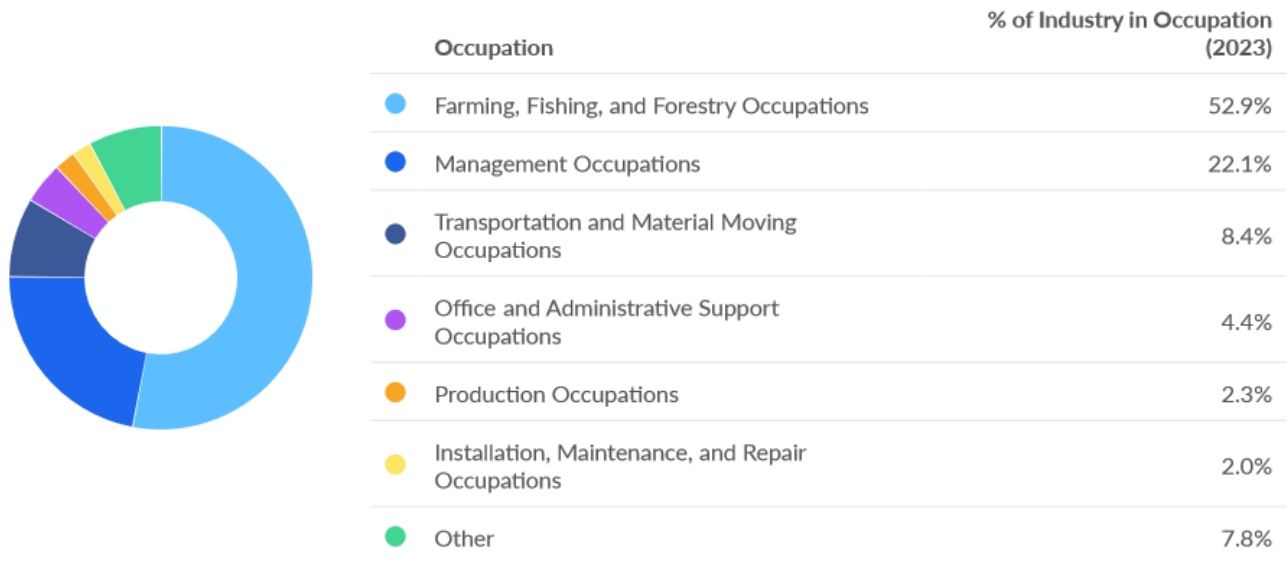 Occupation
% of Industry in Occupation
(2023)
Farming, Fishing, and Forestry Occupations
52.9%
Management Occupations
22.1%
Transportation and Material Moving
Occupations
8.4%
Office and Administrative Support
Occupations
4.4%
Production Occupations
2.3%
Installation, Maintenance, and Repair
Occupations
2.0%
Other
7.8%